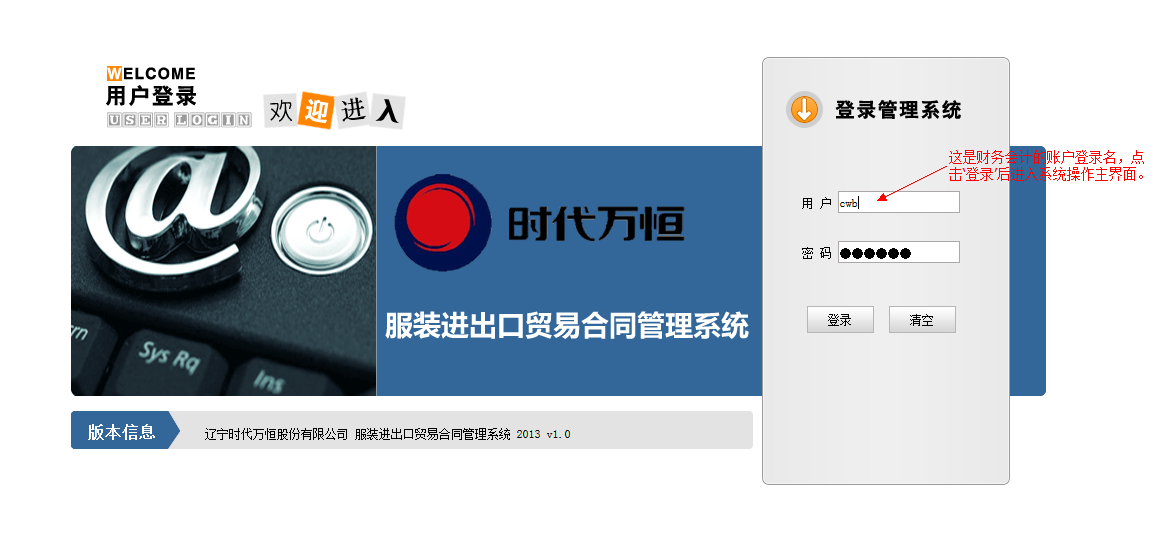 WELCOME
用户登录
USER LOGIN
欢迎进入
登录管理系统
这是财务会计的账户登录名，点
击‘登录’后进入系统操作主界面。
用 户
cwb
密 码
●●●●●●
登录
清空
时代万恒
服装进出口贸易合同管理系统
rn
Sys Rq
Ins
版本信息
辽宁时代万恒股份有限公司 服装进出口贸易合同管理系统 2013 v1.0